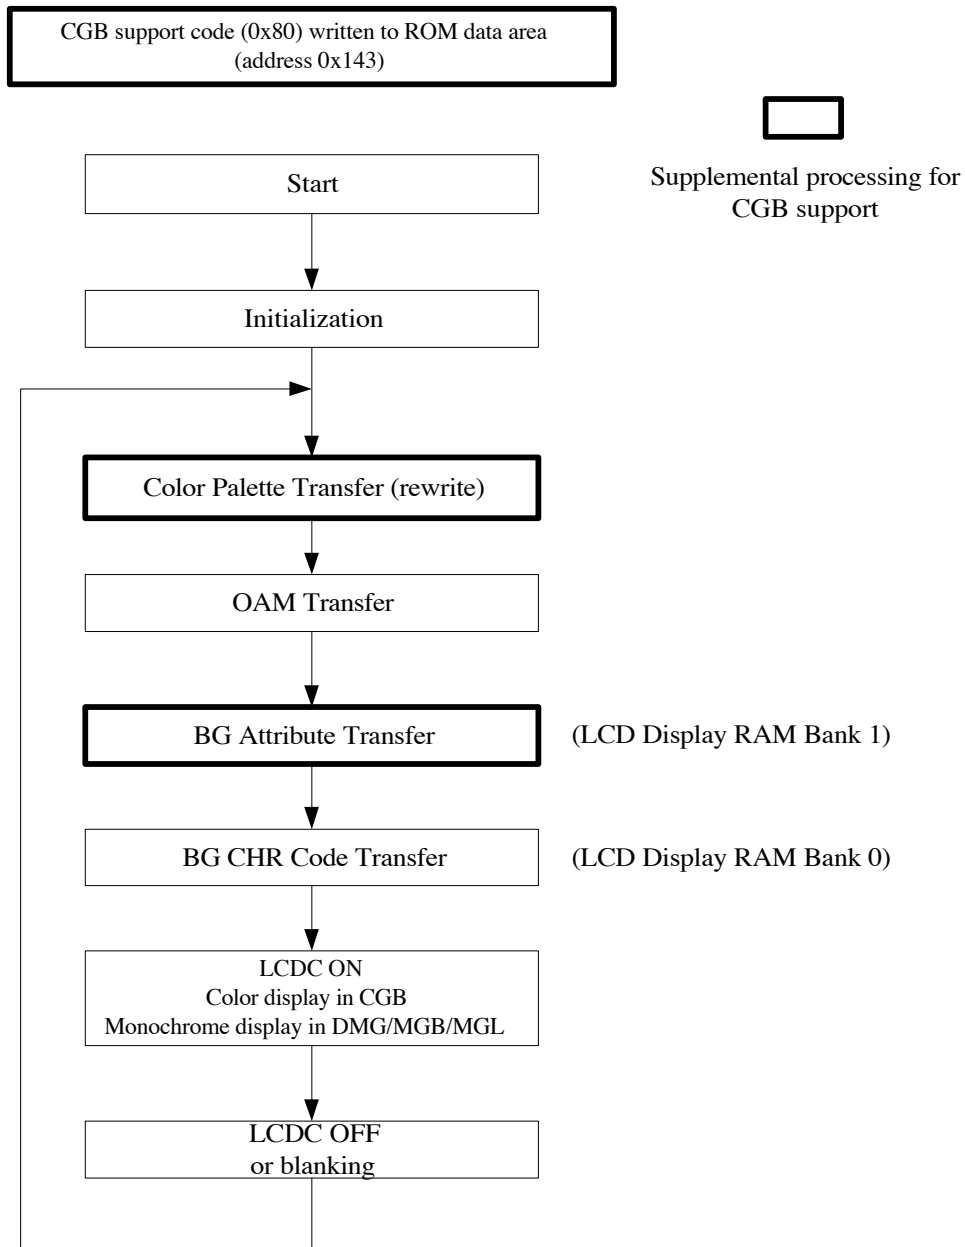 CGB support code (0x80) written to ROM data area
(address 0x143)
Supplemental processing for
CGB support
Start
Initialization
Color Palette Transfer (rewrite)
OAM Transfer
BG Attribute Transfer
(LCD Display RAM Bank 1)
BG CHR Code Transfer
(LCD Display RAM Bank 0)
LCDC ON
Color display in CGB
Monochrome display in DMG/MGB/MGL
LCDC OFF
or blanking